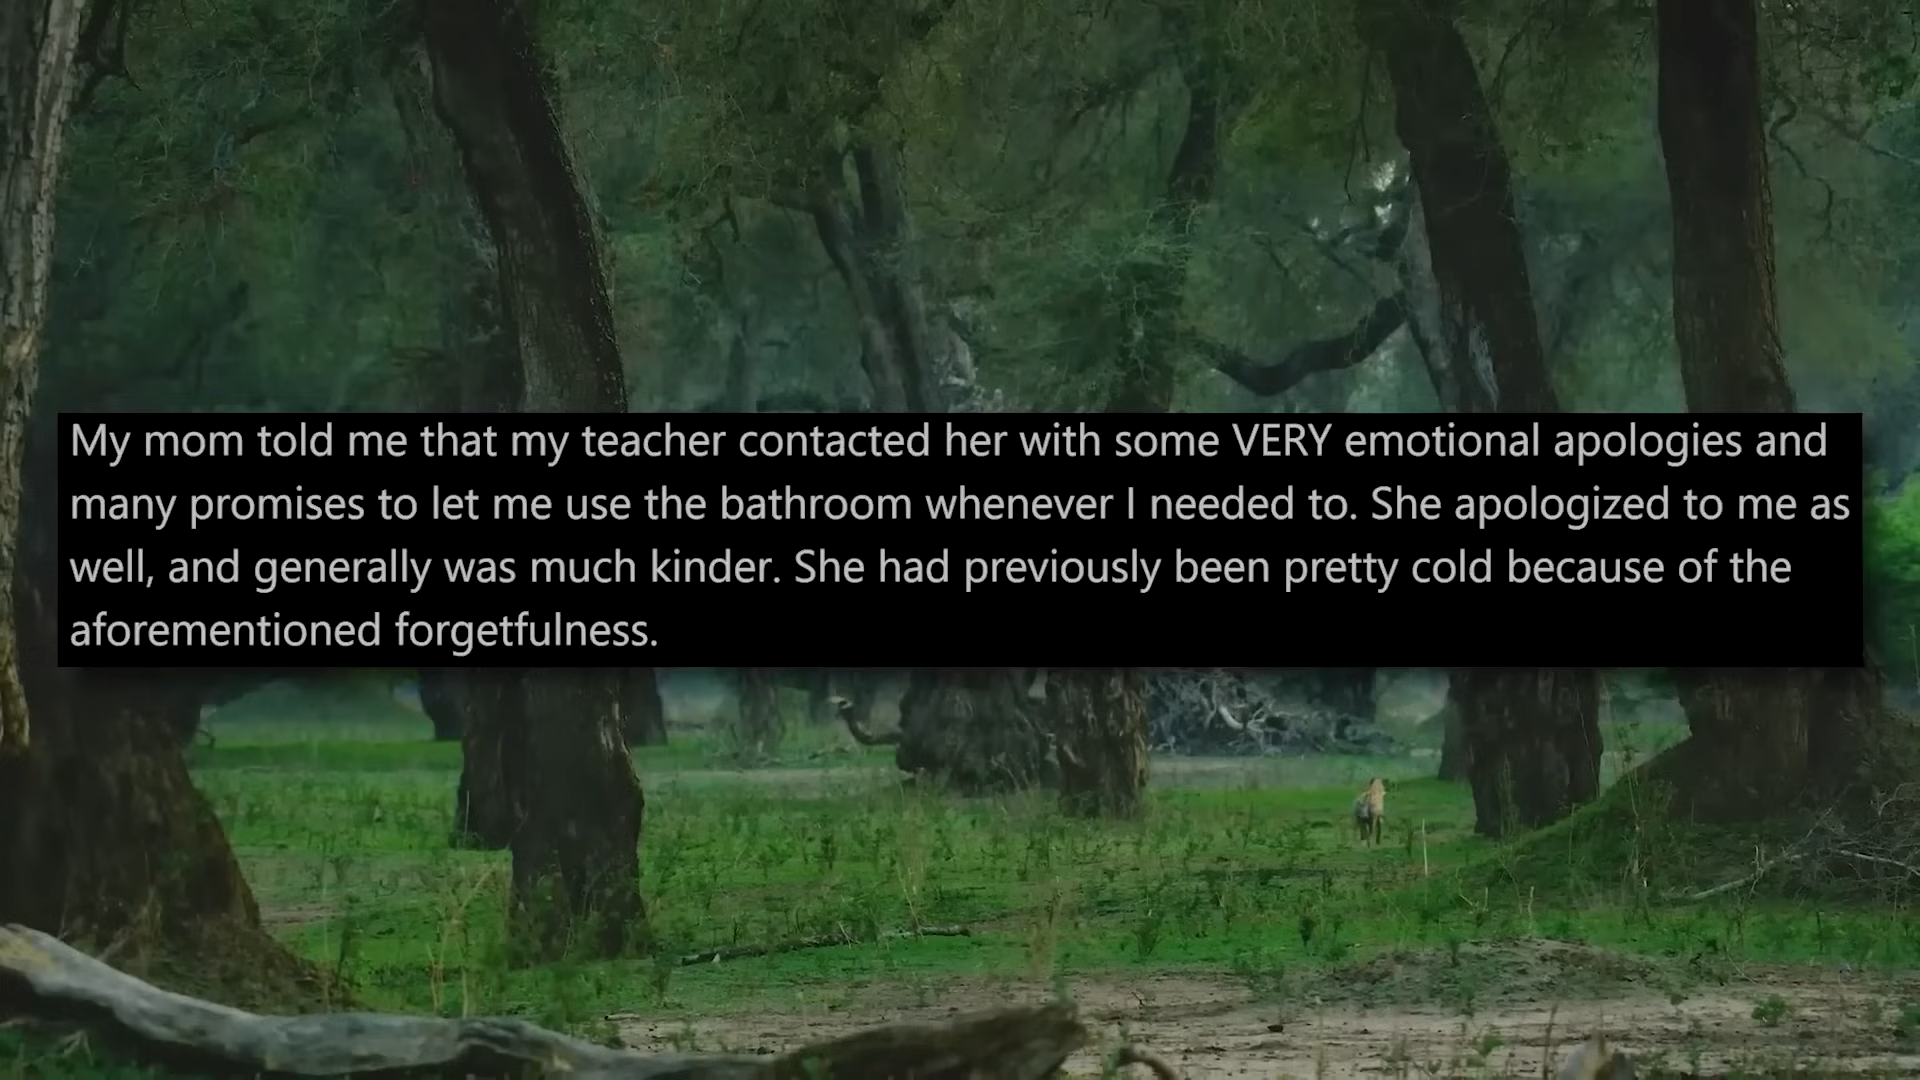 My mom told me that my teacher contacted her with some VERY emotional apologies and
many promises to let me use the bathroom whenever I needed to. She apologized to me as
well, and generally was much kinder. She had previously been pretty cold because of the
aforementioned forgetfulness.